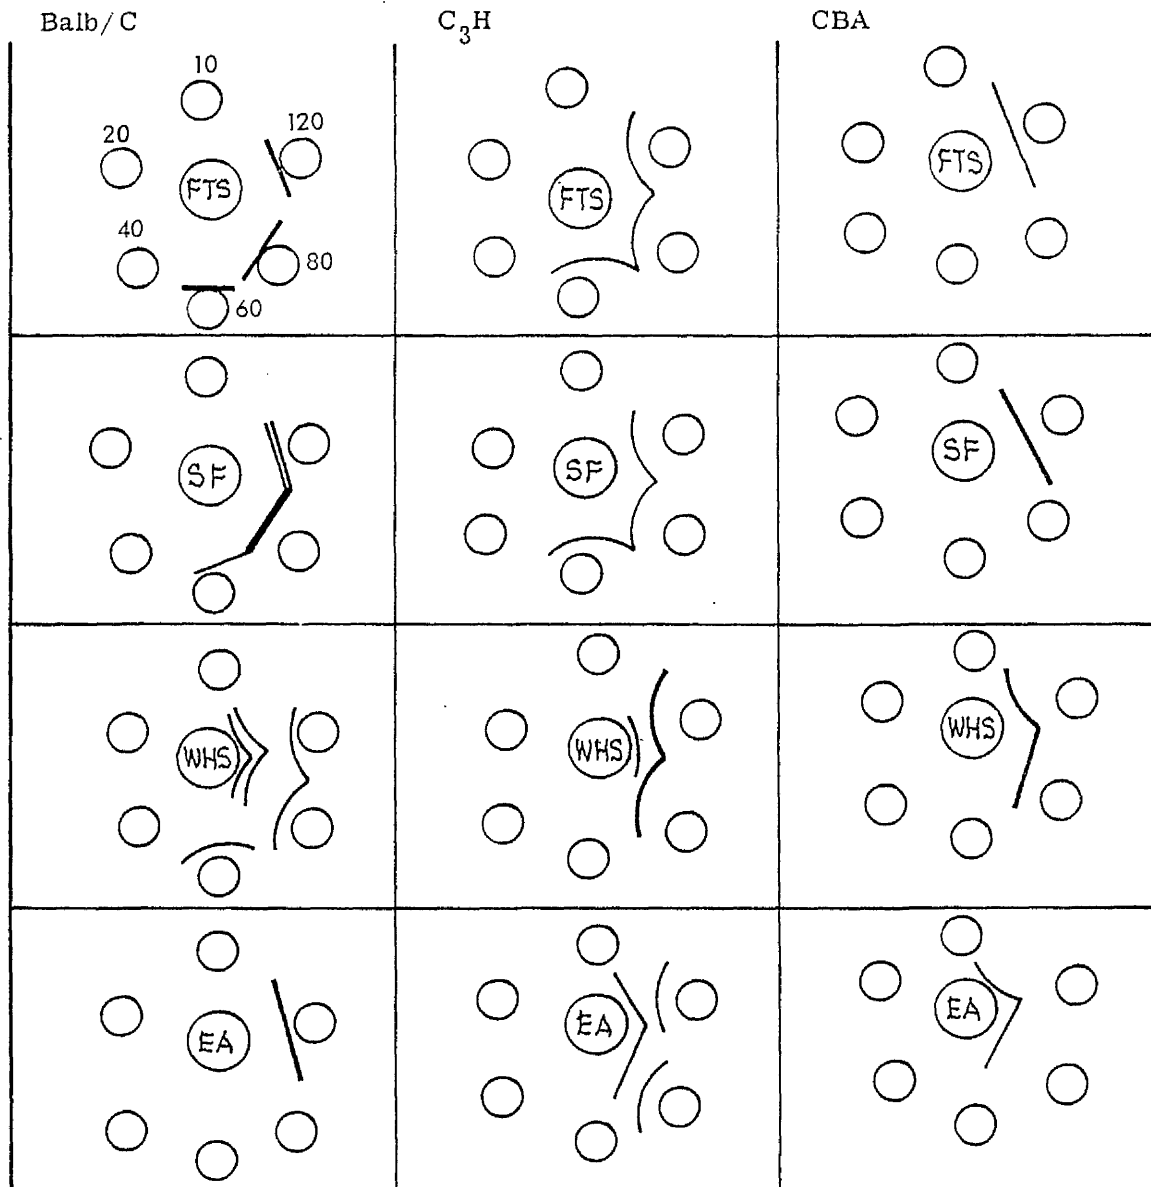 Balb/C C₃H CBA
10
20 120
FTS FTS FTS
40
80
60
SF SF SF
WHS WHS WHS
EA EA EA